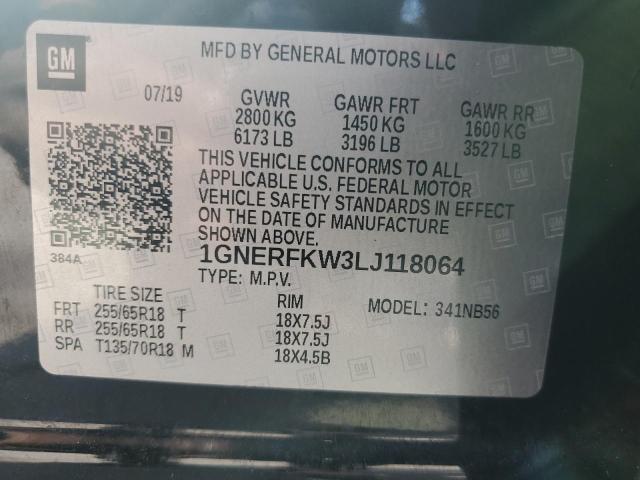 GM
MFD BY GENERAL MOTORS LLC
07/19
GVWR GAWR FRT GAWR RR
2800 KG 1450 KG 1600 KG
6173 LB 3196 LB 3527 LB
THIS VEHICLE CONFORMS TO ALL
APPLICABLE U.S. FEDERAL MOTOR
VEHICLE SAFETY STANDARDS IN EFFECT
ON THE DATE OF MANUFACTURE
SHOWN ABOVE.
384A
1GNERFKW3LJ118064
TYPE: M.P.V.
TIRE SIZE RIM MODEL: 341NB56
FRT 255/65R18 T 18X7.5J
RR 255/65R18 T 18X7.5J
SPA T135/70R18 M 18X4.5B